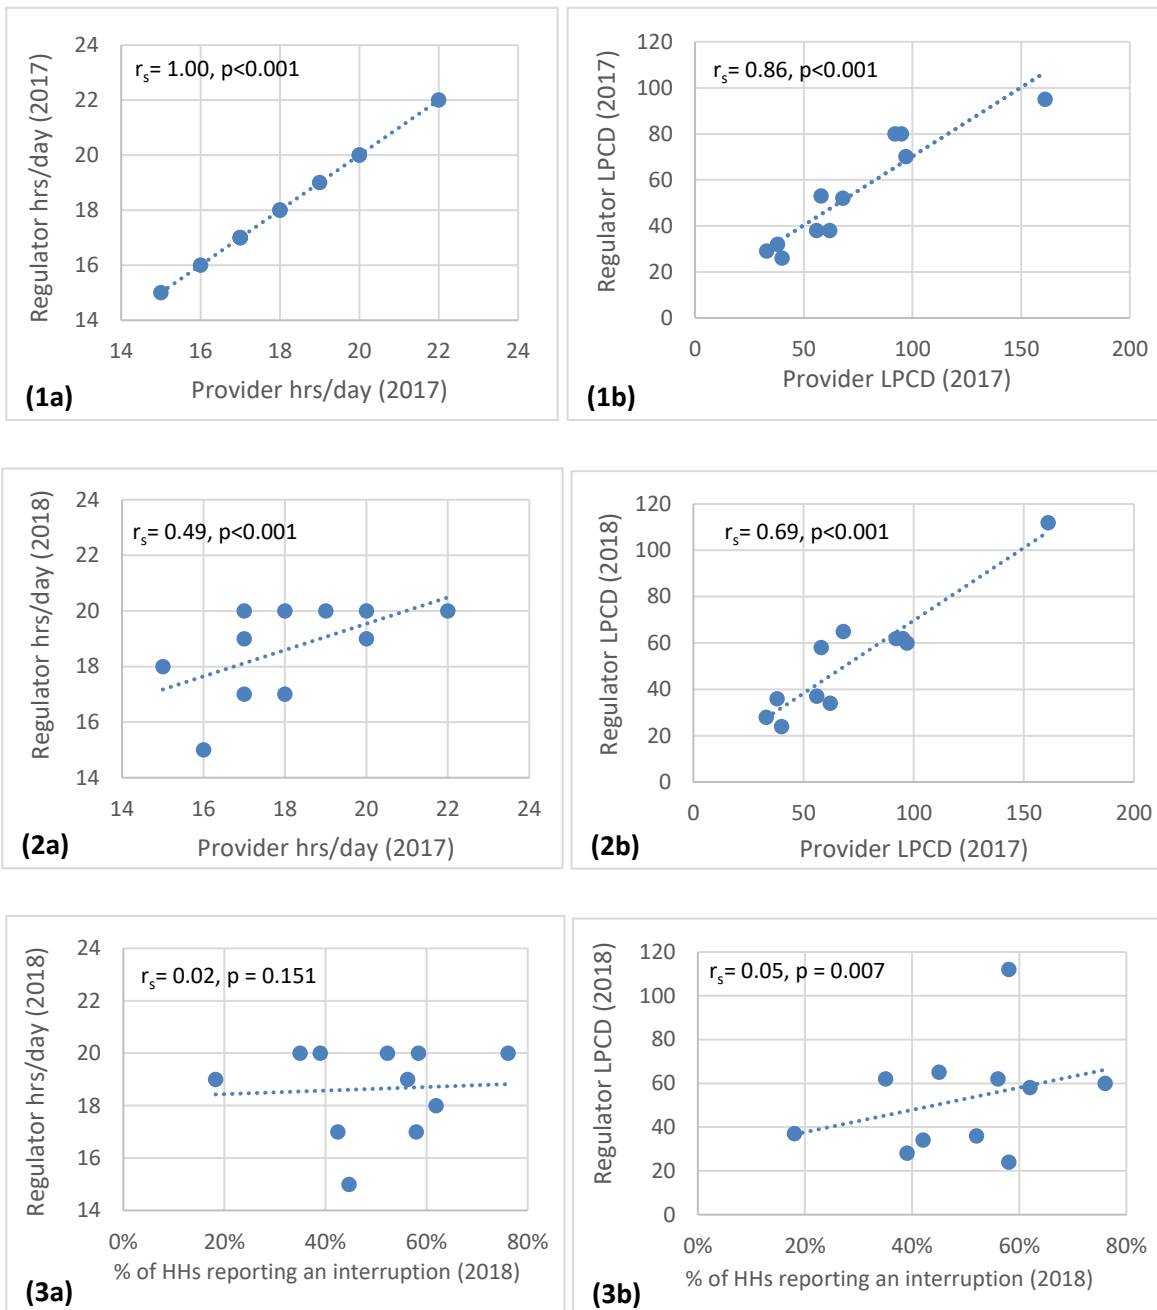 Regulator hrs/day (2017)
24
22
20
18
16
14
r_s= 1.00, p<0.001
14 16 18 20 22 24
Provider hrs/day (2017)
(1a)
Regulator LPCD (2017)
120
100
80
60
40
20
0
r_s= 0.86, p<0.001
0 50 100 150 200
Provider LPCD (2017)
(1b)
Regulator hrs/day (2018)
24
22
20
18
16
14
r_s= 0.49, p<0.001
14 16 18 20 22 24
Provider hrs/day (2017)
(2a)
Regulator LPCD (2018)
120
100
80
60
40
20
0
r_s= 0.69, p<0.001
0 50 100 150 200
Provider LPCD (2017)
(2b)
Regulator hrs/day (2018)
24
22
20
18
16
14
r_s= 0.02, p = 0.151
0% 20% 40% 60% 80%
% of HHs reporting an interruption (2018)
(3a)
Regulator LPCD (2018)
120
100
80
60
40
20
0
r_s= 0.05, p = 0.007
0% 20% 40% 60% 80%
% of HHs reporting an interruption (2018)
(3b)